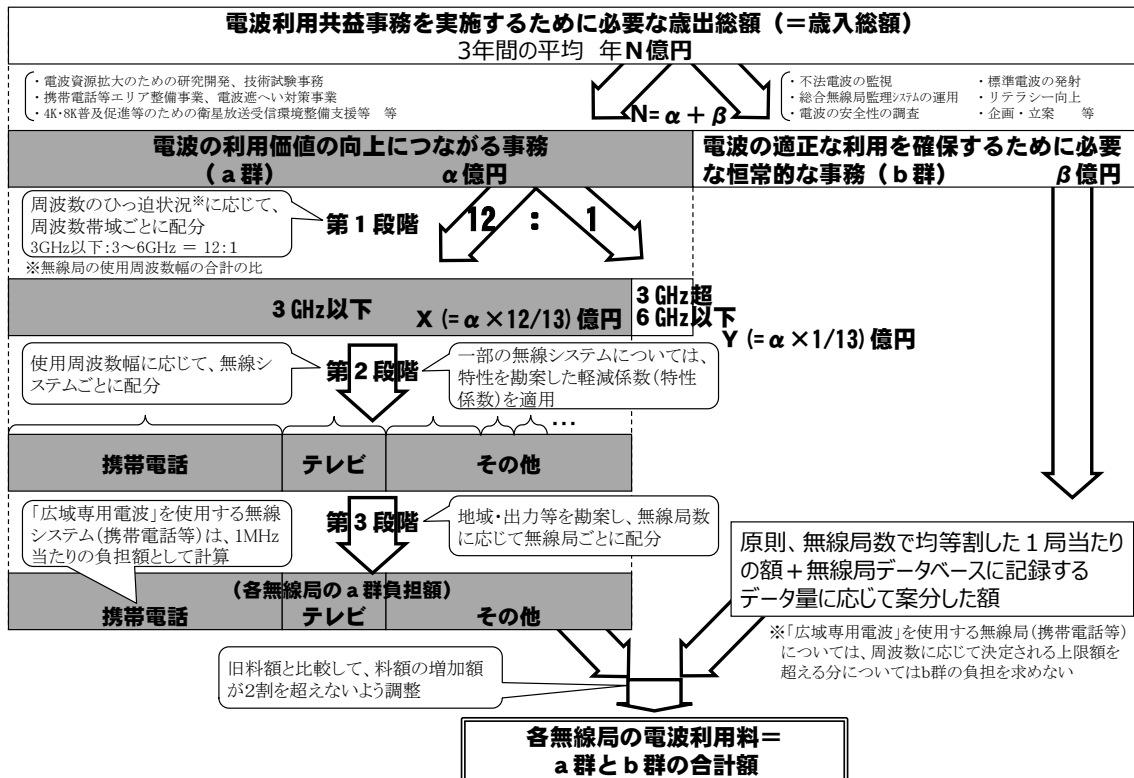 電波利用共益事務を実施するために必要な歳出総額（＝歳入総額）
3年間の平均 年N億円
・電波資源拡大のための研究開発、技術試験事務
・携帯電話等エリア整備事業、電波遮へい対策事業
・4K・8K普及促進等のための衛星放送受信環境整備支援等 等
N=α＋β
・不法電波の監視 ・標準電波の発射
・総合無線局監理システムの運用 ・リテラシー向上
・電波の安全性の調査 ・企画・立案 等
電波の利用価値の向上につながる事務
（a群） α億円
電波の適正な利用を確保するために必要
な恒常的な事務（b群） β億円
周波数のひっ迫状況※に応じて、
周波数帯域ごとに配分
3GHz以下:3～6GHz ＝ 12:1
※無線局の使用周波数幅の合計の比
第１段階
12 ： 1
3GHz以下 X (=α×12/13) 億円
3GHz超
6GHz以下
Y (=α×1/13) 億円
使用周波数幅に応じて、無線シ
ステムごとに配分
第２段階
一部の無線システムについては、
特性を勘案した軽減係数(特性
係数)を適用
…
携帯電話 テレビ その他
「広域専用電波」を使用する無線
システム(携帯電話等)は、1MHz
当たりの負担額として計算
第３段階
地域・出力等を勘案し、無線局数
に応じて無線局ごとに配分
(各無線局のa群負担額)
携帯電話 テレビ その他
原則、無線局数で均等割した１局当たり
の額＋無線局データベースに記録する
データ量に応じて案分した額
※「広域専用電波」を使用する無線局(携帯電話等)
については、周波数に応じて決定される上限額を
超える分についてはb群の負担を求めない
旧料額と比較して、料額の増加額
が2割を超えないよう調整
各無線局の電波利用料＝
a群とb群の合計額